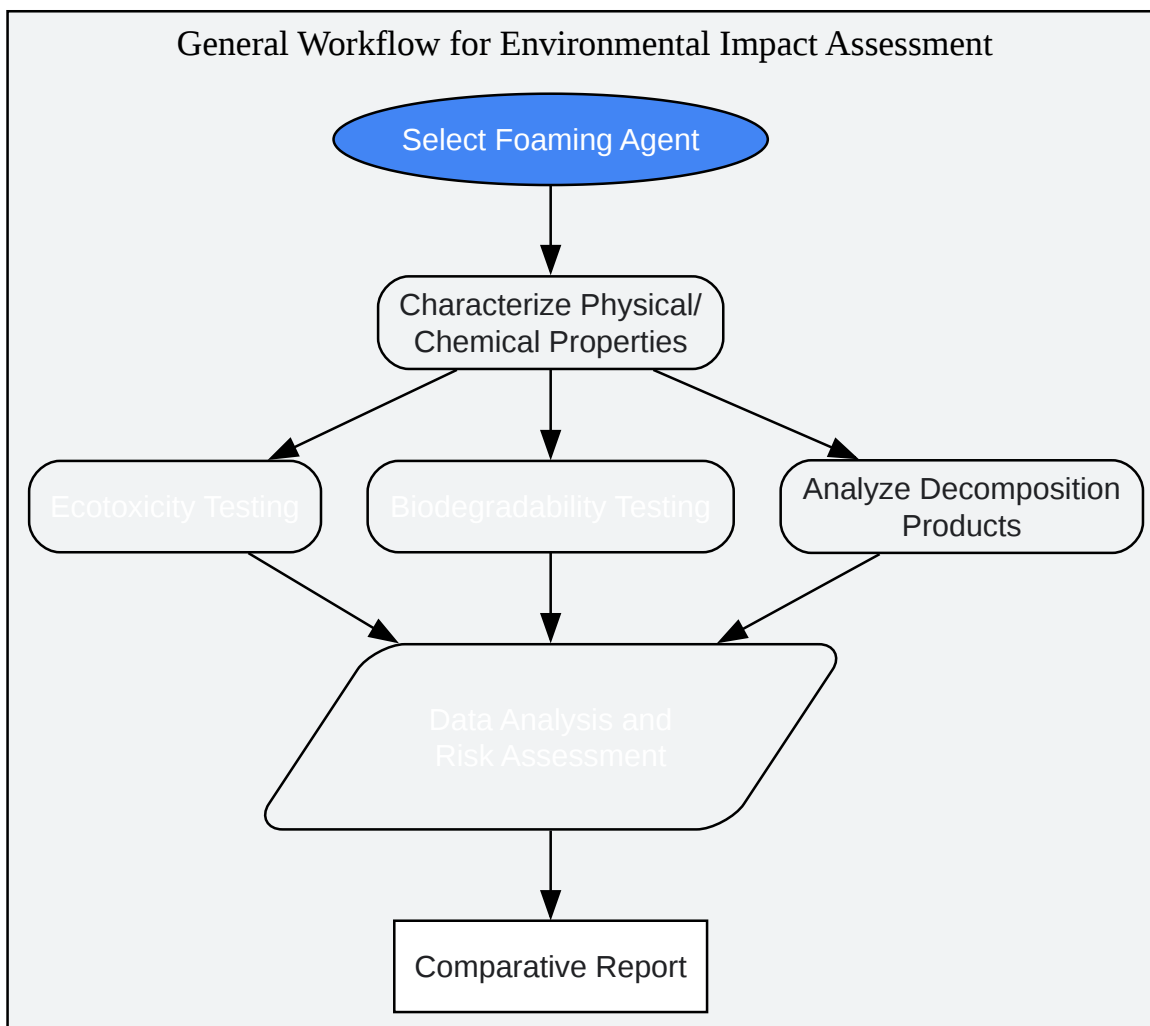 General Workflow for Environmental Impact Assessment
Select Foaming Agent
Characterize Physical/
Chemical Properties
Ecotoxicity Testing
Biodegradability Testing
Analyze Decomposition
Products
Data Analysis and
Risk Assessment
Comparative Report